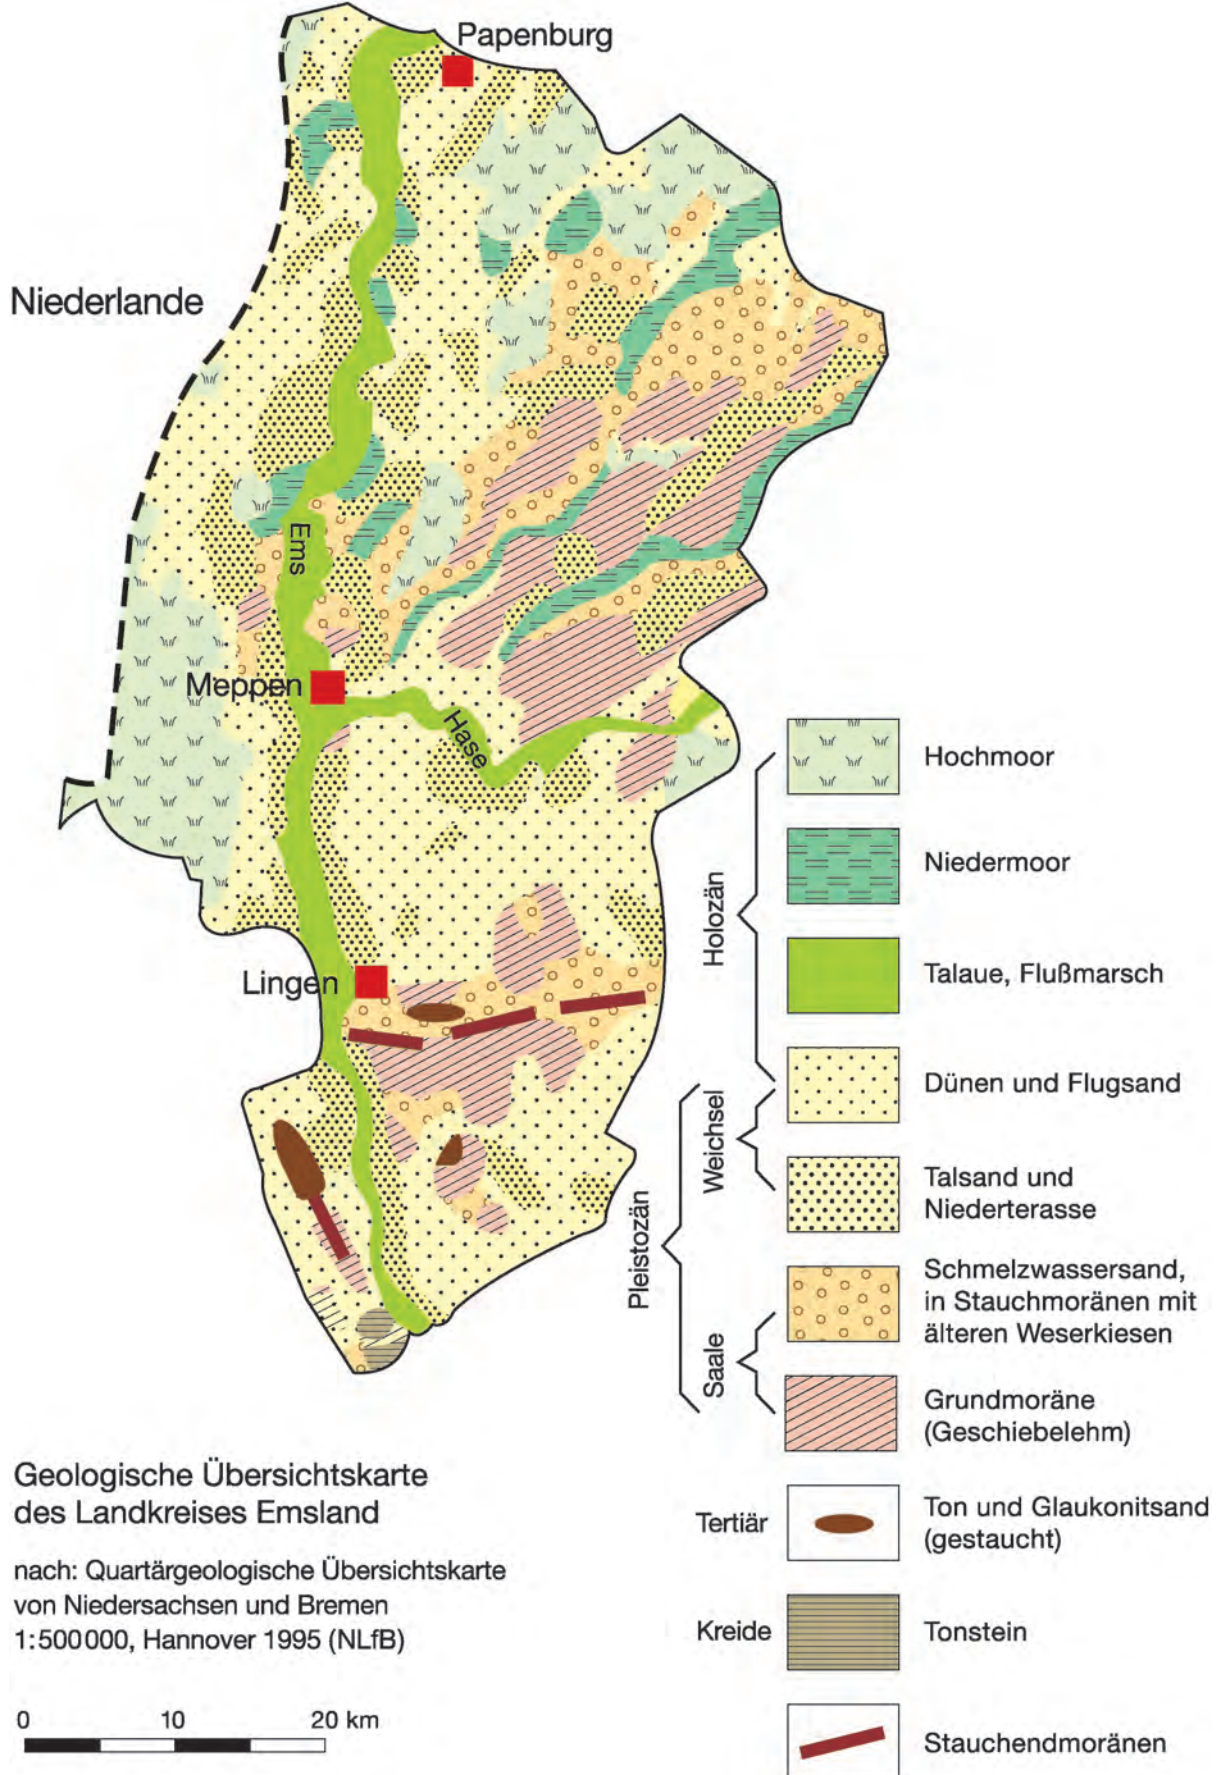 Papenburg
Niederlande
Ems
Meppen
Hase
Lingen
Hochmoor
Niedermoor
Talaue, Flußmarsch
Dünen und Flugsand
Talsand und
Niederterasse
Schmelzwassersand,
in Stauchmoränen mit
älteren Weserkiesen
Grundmoräne
(Geschiebelehm)
Ton und Glaukonitsand
(gestaucht)
Tonstein
Stauchendmoränen
Holozän
Weichsel
Pleistozän
Saale
Tertiär
Kreide
Geologische Übersichtskarte
des Landkreises Emsland
nach: Quartärgeologische Übersichtskarte
von Niedersachsen und Bremen
1:500000, Hannover 1995 (NLfB)
0 10 20 km